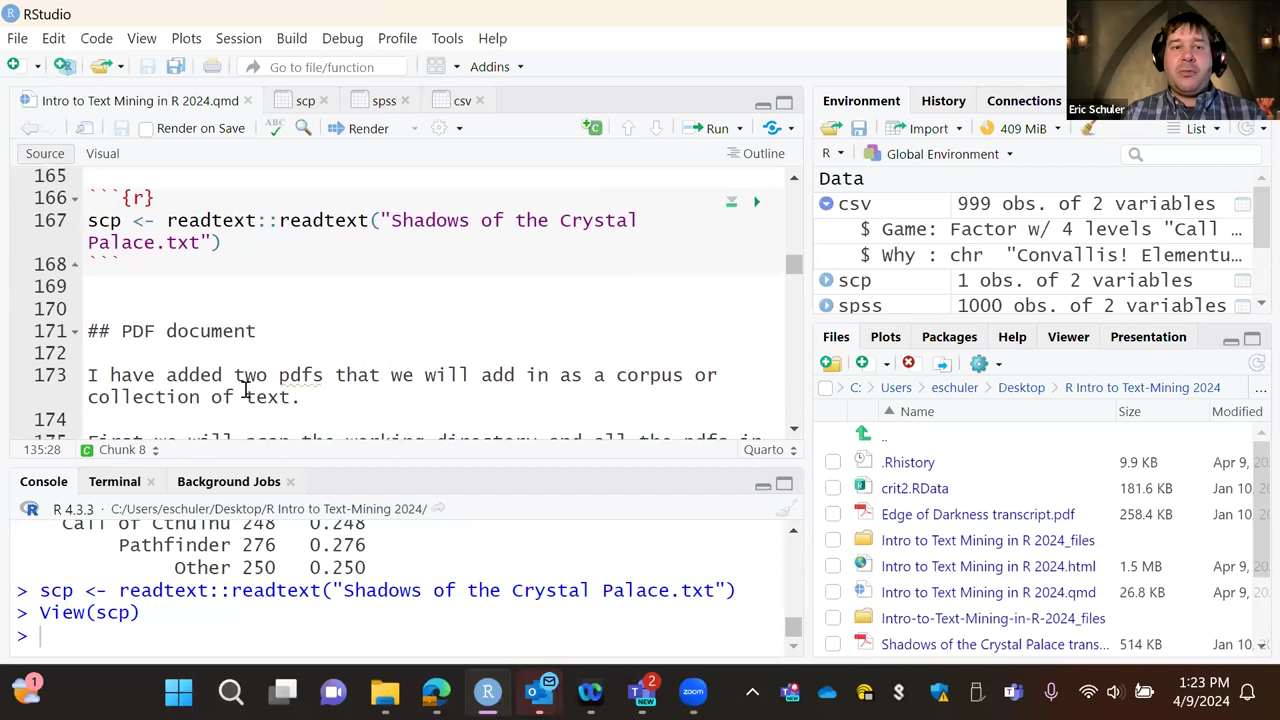 RStudio
File Edit Code View Plots Session Build Debug Profile Tools Help
Go to file/function Addins
Eric Schuler
Intro to Text Mining in R 2024.qmd scp spss csv
Render on Save ABC Render Run
Source Visual Outline
165
166 ```{r}
167 scp <- readtext::readtext("Shadows of the Crystal
Palace.txt")
168 ```
169
170
171 ## PDF document
172
173 I have added two pdfs that we will add in as a corpus or
collection of text.
174
135:28 Chunk 8 Quarto
Console Terminal Background Jobs
R 4.3.3 · C:/Users/eschuler/Desktop/R Intro to Text-Mining 2024/
Call of Cthulhu 248 0.248
Pathfinder 276 0.276
Other 250 0.250
> scp <- readtext::readtext("Shadows of the Crystal Palace.txt")
> View(scp)
>
Environment History Connections
Import 409 MiB List
R Global Environment
Data
csv 999 obs. of 2 variables
$ Game: Factor w/ 4 levels "Call …
$ Why : chr "Convallis! Elementu…
scp 1 obs. of 2 variables
spss 1000 obs. of 2 variables
Files Plots Packages Help Viewer Presentation
C: Users eschuler Desktop R Intro to Text-Mining 2024 ...
Name Size Modified
..
.Rhistory 9.9 KB Apr 9, 20
crit2.RData 181.6 KB Jan 10,
Edge of Darkness transcript.pdf 258.4 KB Jan 10,
Intro to Text Mining in R 2024_files
Intro to Text Mining in R 2024.html 1.5 MB Apr 9, 20
Intro to Text Mining in R 2024.qmd 26.8 KB Apr 9, 20
Intro-to-Text-Mining-in-R-2024_files
Shadows of the Crystal Palace trans... 514 KB Jan 10,
1 2 NEW zoom 1:23 PM
4/9/2024